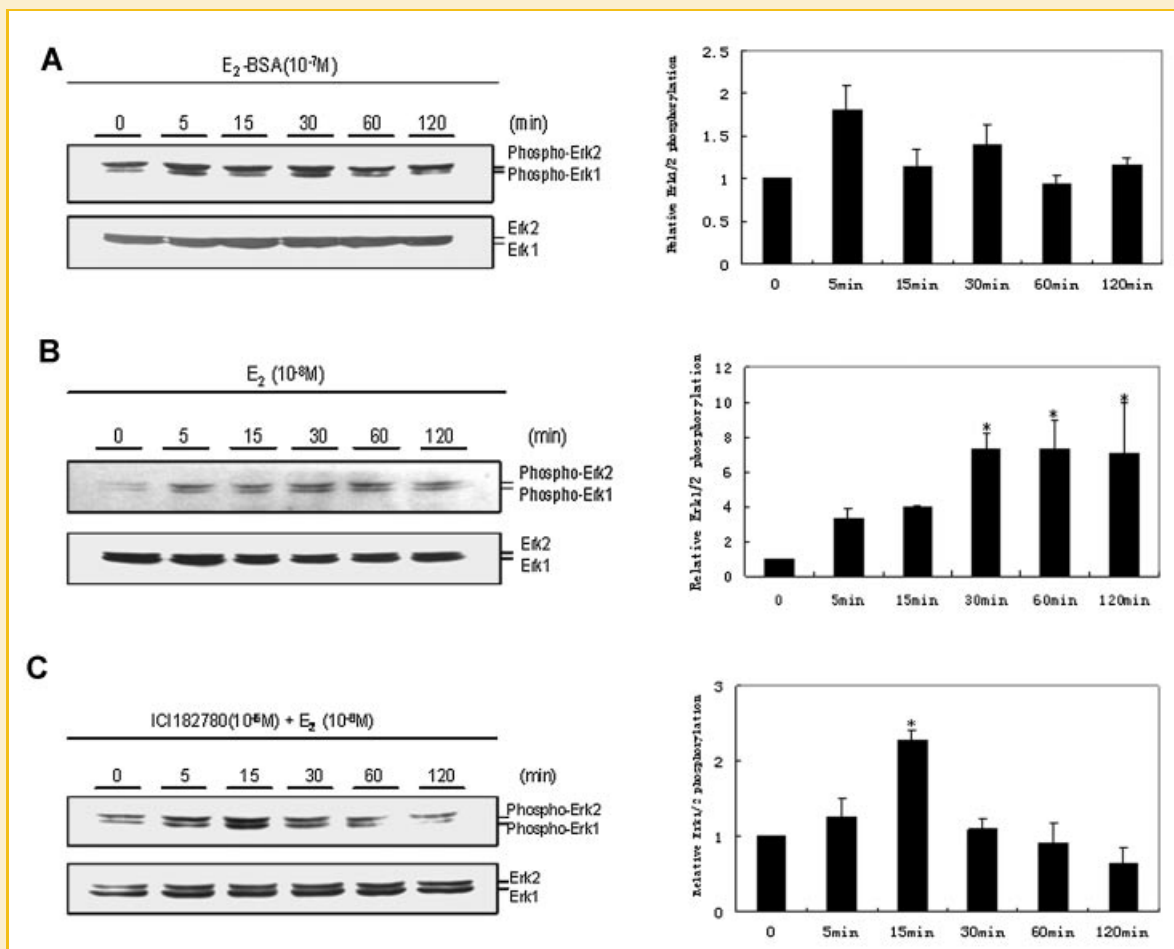 A
E₂-BSA(10⁻⁷M)
0 5 15 30 60 120 (min)
Phospho-Erk2
Phospho-Erk1
Erk2
Erk1
Relative Erk1/2 phosphorylation
2.5
2
1.5
1
0.5
0
0 5min 15min 30min 60min 120min
B
E₂ (10⁻⁸M)
0 5 15 30 60 120 (min)
Phospho-Erk2
Phospho-Erk1
Erk2
Erk1
Relative Erk1/2 phosphorylation
12
10
8
6
4
2
0
* * *
0 5min 15min 30min 60min 120min
C
ICI182780(10⁻⁶M) + E₂ (10⁻⁸M)
0 5 15 30 60 120 (min)
Phospho-Erk2
Phospho-Erk1
Erk2
Erk1
Relative Erk1/2 phosphorylation
3
2
1
0
*
0 5min 15min 30min 60min 120min